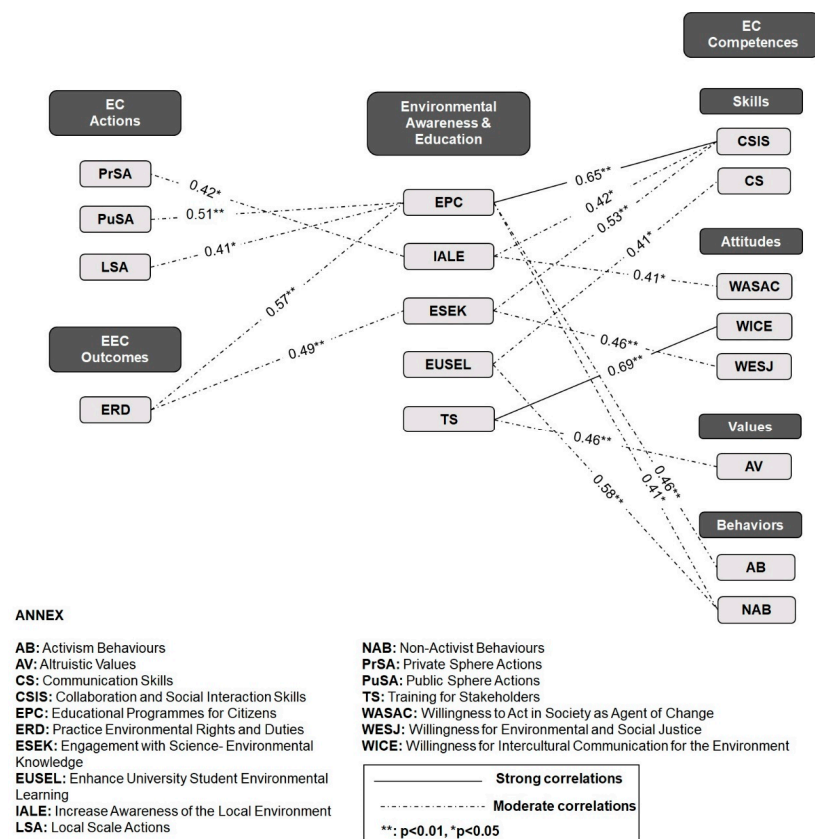 EC
Competences
EC
Actions
Environmental
Awareness &
Education
Skills
PrSA
CSIS
0.42*
0.65**
CS
EPC
PuSA
0.51**
0.42*
0.53**
LSA
0.41*
IALE
0.41*
Attitudes
0.41*
WASAC
0.57**
ESEK
WICE
EEC
Outcomes
0.49**
0.46**
EUSEL
0.69**
WESJ
ERD
TS
Values
0.46**
AV
0.58**
0.41*
0.46**
Behaviors
AB
NAB
ANNEX
AB: Activism Behaviours
AV: Altruistic Values
CS: Communication Skills
CSIS: Collaboration and Social Interaction Skills
EPC: Educational Programmes for Citizens
ERD: Practice Environmental Rights and Duties
ESEK: Engagement with Science- Environmental
Knowledge
EUSEL: Enhance University Student Environmental
Learning
IALE: Increase Awareness of the Local Environment
LSA: Local Scale Actions
NAB: Non-Activist Behaviours
PrSA: Private Sphere Actions
PuSA: Public Sphere Actions
TS: Training for Stakeholders
WASAC: Willingness to Act in Society as Agent of Change
WESJ: Willingness for Environmental and Social Justice
WICE: Willingness for Intercultural Communication for the Environment
Strong correlations
Moderate correlations
**: p<0.01, *p<0.05